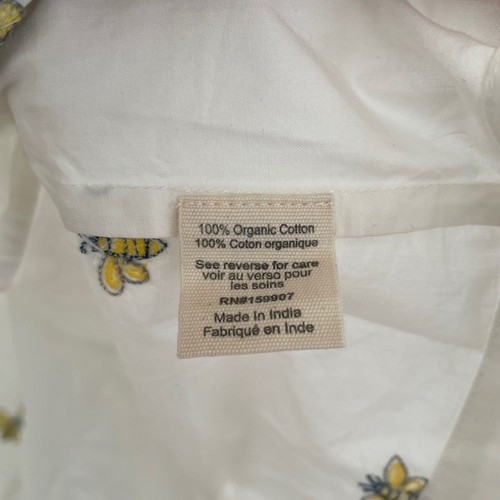 100% Organic Cotton
100% Coton organique
See reverse for care
voir au verso pour
les soins
RN#159907
Made in India
Fabriqué en Inde